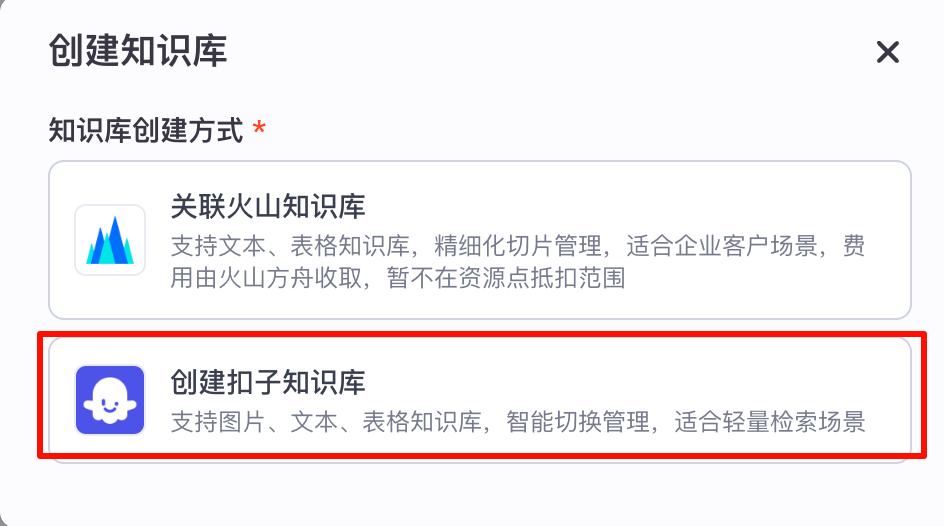 创建知识库
知识库创建方式 *
关联火山知识库
支持文本、表格知识库，精细化切片管理，适合企业客户场景，费
用由火山方舟收取，暂不在资源点抵扣范围
创建扣子知识库
支持图片、文本、表格知识库，智能切换管理，适合轻量检索场景